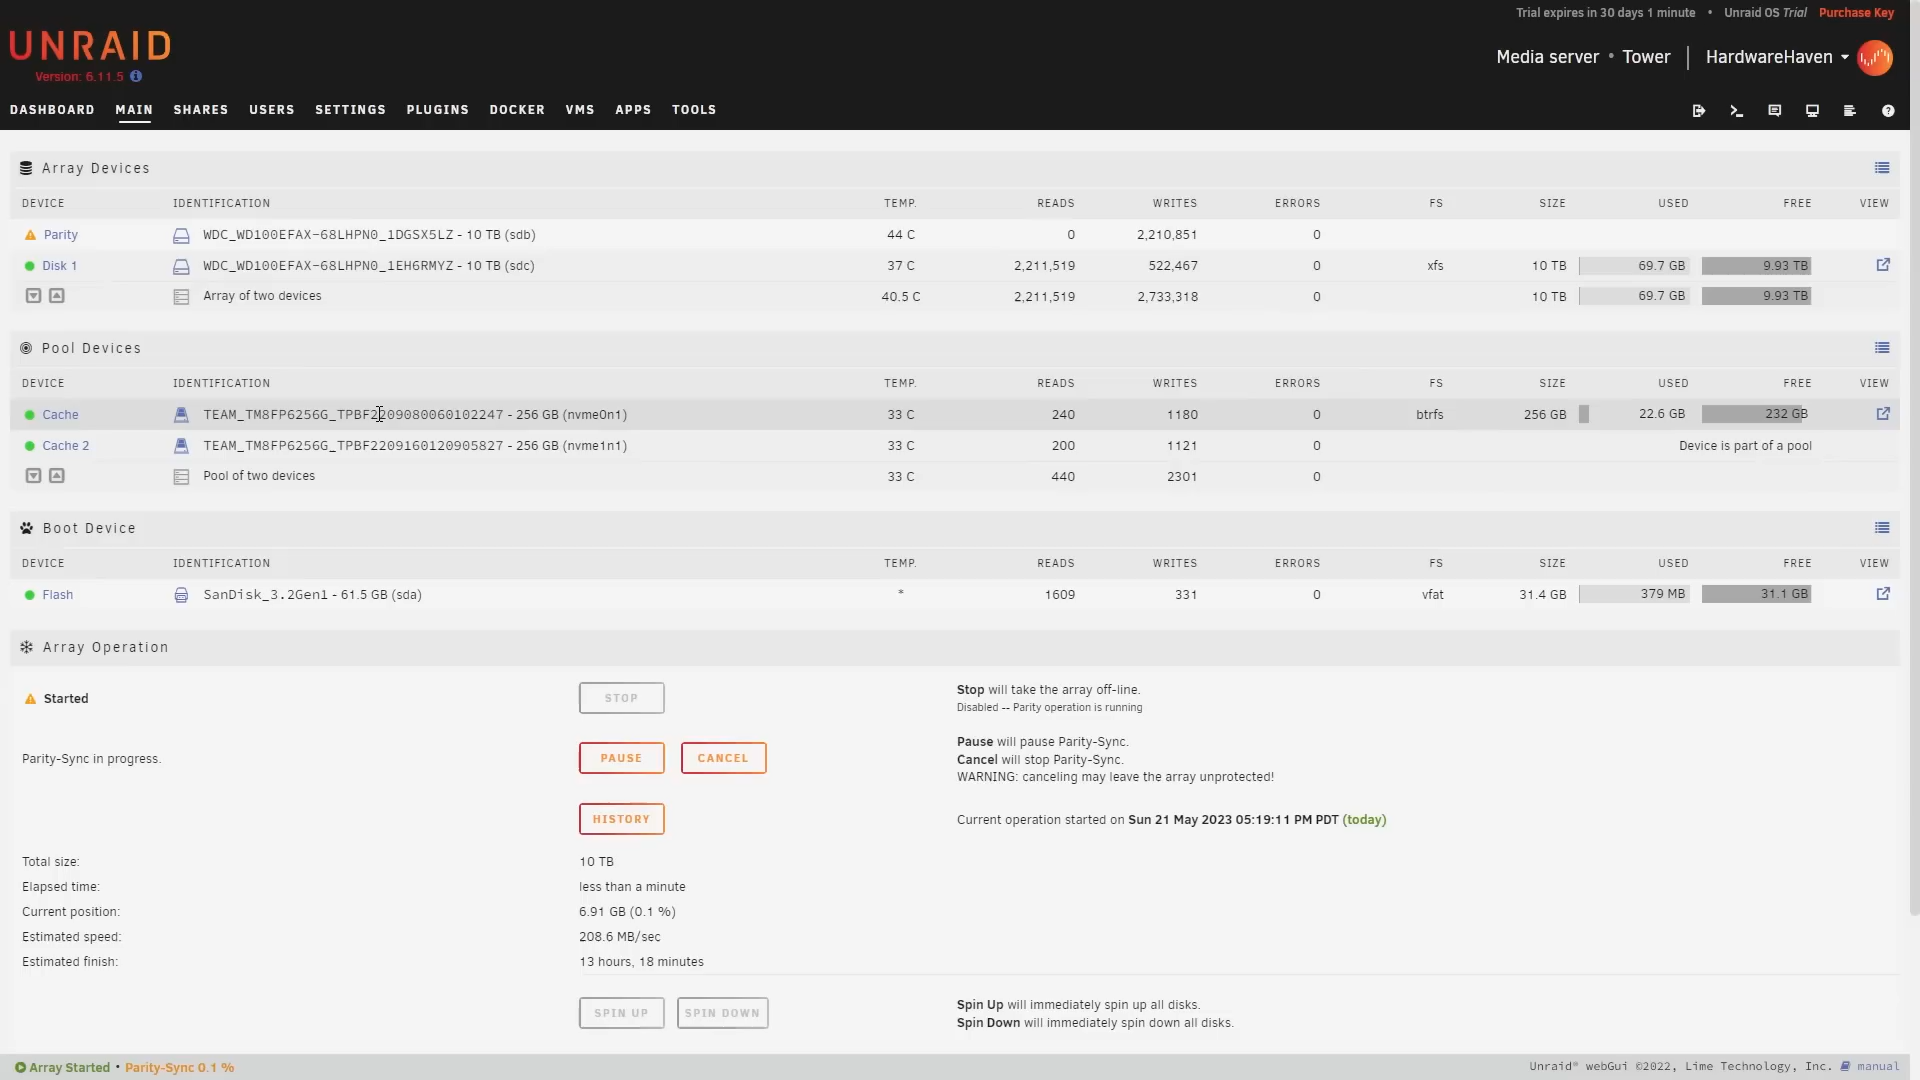 Trial expires in 30 days 1 minute • Unraid OS Trial Purchase Key
UNRAID
Version: 6.11.5
Media server • Tower | HardwareHaven
DASHBOARD MAIN SHARES USERS SETTINGS PLUGINS DOCKER VMS APPS TOOLS
Array Devices
DEVICE IDENTIFICATION TEMP. READS WRITES ERRORS FS SIZE USED FREE VIEW
Parity WDC_WD100EFAX-68LHPN0_1DGSX5LZ - 10 TB (sdb) 44 C 0 2,210,851 0
Disk 1 WDC_WD100EFAX-68LHPN0_1EH6RMYZ - 10 TB (sdc) 37 C 2,211,519 522,467 0 xfs 10 TB 69.7 GB 9.93 TB
Array of two devices 40.5 C 2,211,519 2,733,318 0 10 TB 69.7 GB 9.93 TB
Pool Devices
DEVICE IDENTIFICATION TEMP. READS WRITES ERRORS FS SIZE USED FREE VIEW
Cache TEAM_TM8FP6256G_TPBF2209080060102247 - 256 GB (nvme0n1) 33 C 240 1180 0 btrfs 256 GB 22.6 GB 232 GB
Cache 2 TEAM_TM8FP6256G_TPBF2209160120905827 - 256 GB (nvme1n1) 33 C 200 1121 0 Device is part of a pool
Pool of two devices 33 C 440 2301 0
Boot Device
DEVICE IDENTIFICATION TEMP. READS WRITES ERRORS FS SIZE USED FREE VIEW
Flash SanDisk_3.2Gen1 - 61.5 GB (sda) * 1609 331 0 vfat 31.4 GB 379 MB 31.1 GB
Array Operation
Started STOP Stop will take the array off-line.
Disabled -- Parity operation is running
Parity-Sync in progress. PAUSE CANCEL Pause will pause Parity-Sync.
Cancel will stop Parity-Sync.
WARNING: canceling may leave the array unprotected!
HISTORY Current operation started on Sun 21 May 2023 05:19:11 PM PDT (today)
Total size: 10 TB
Elapsed time: less than a minute
Current position: 6.91 GB (0.1 %)
Estimated speed: 208.6 MB/sec
Estimated finish: 13 hours, 18 minutes
SPIN UP SPIN DOWN Spin Up will immediately spin up all disks.
Spin Down will immediately spin down all disks.
Array Started • Parity-Sync 0.1 % Unraid® webGui ©2022, Lime Technology, Inc. manual